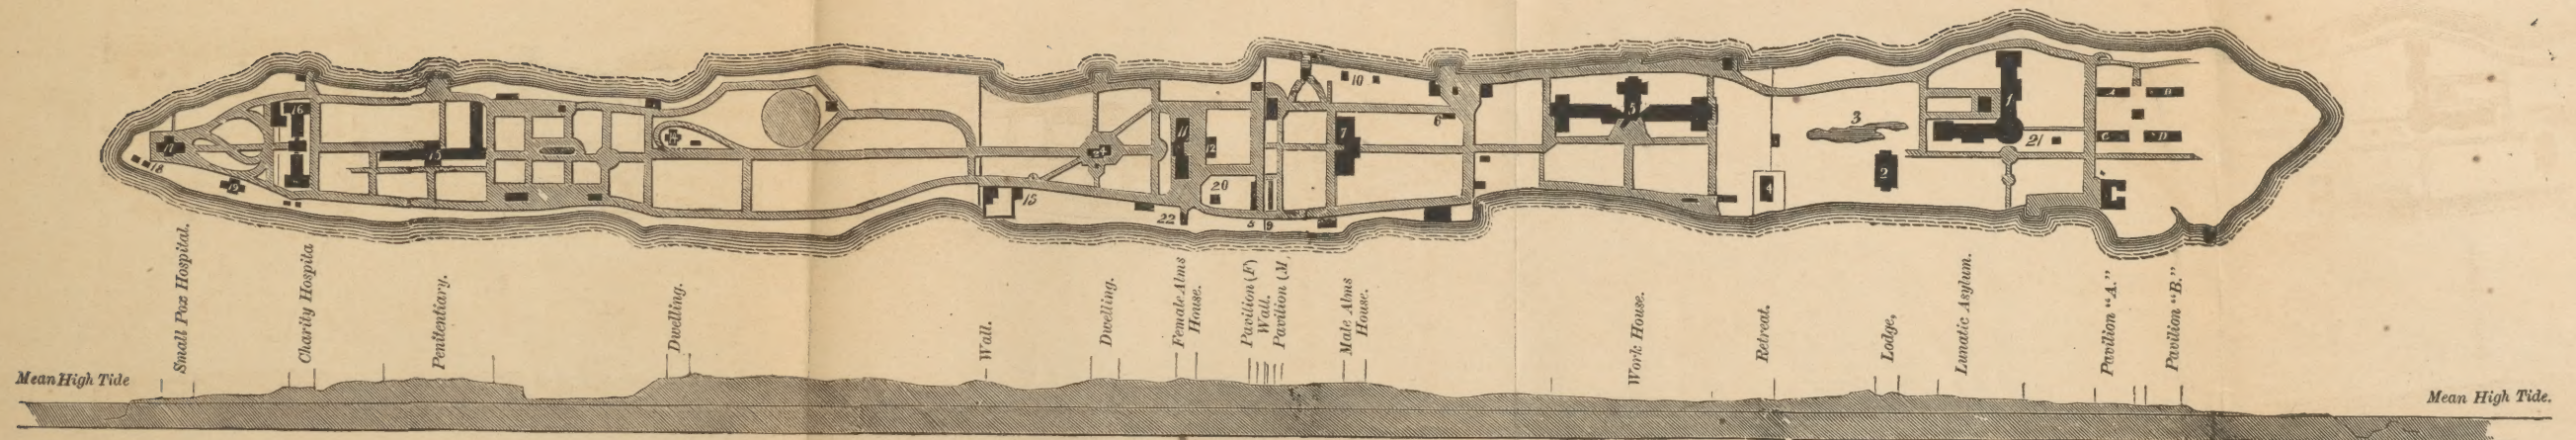 10
16
7
11
5
1
A
B
6
3
14
12
C
D
17
21
18
19
20
4
2
15
22
8 9
Small Pox Hospital.
Charity Hospita
Penitentiary.
Dwelling.
Wall.
Dwelling.
Female Alms
House.
Pavilion (F)
Wall.
Pavilion (M,
Male Alms
House.
Work House.
Retreat.
Lodge,
Lunatic Asylum.
Pavilion "A."
Pavilion "B."
Mean High Tide
Mean High Tide.